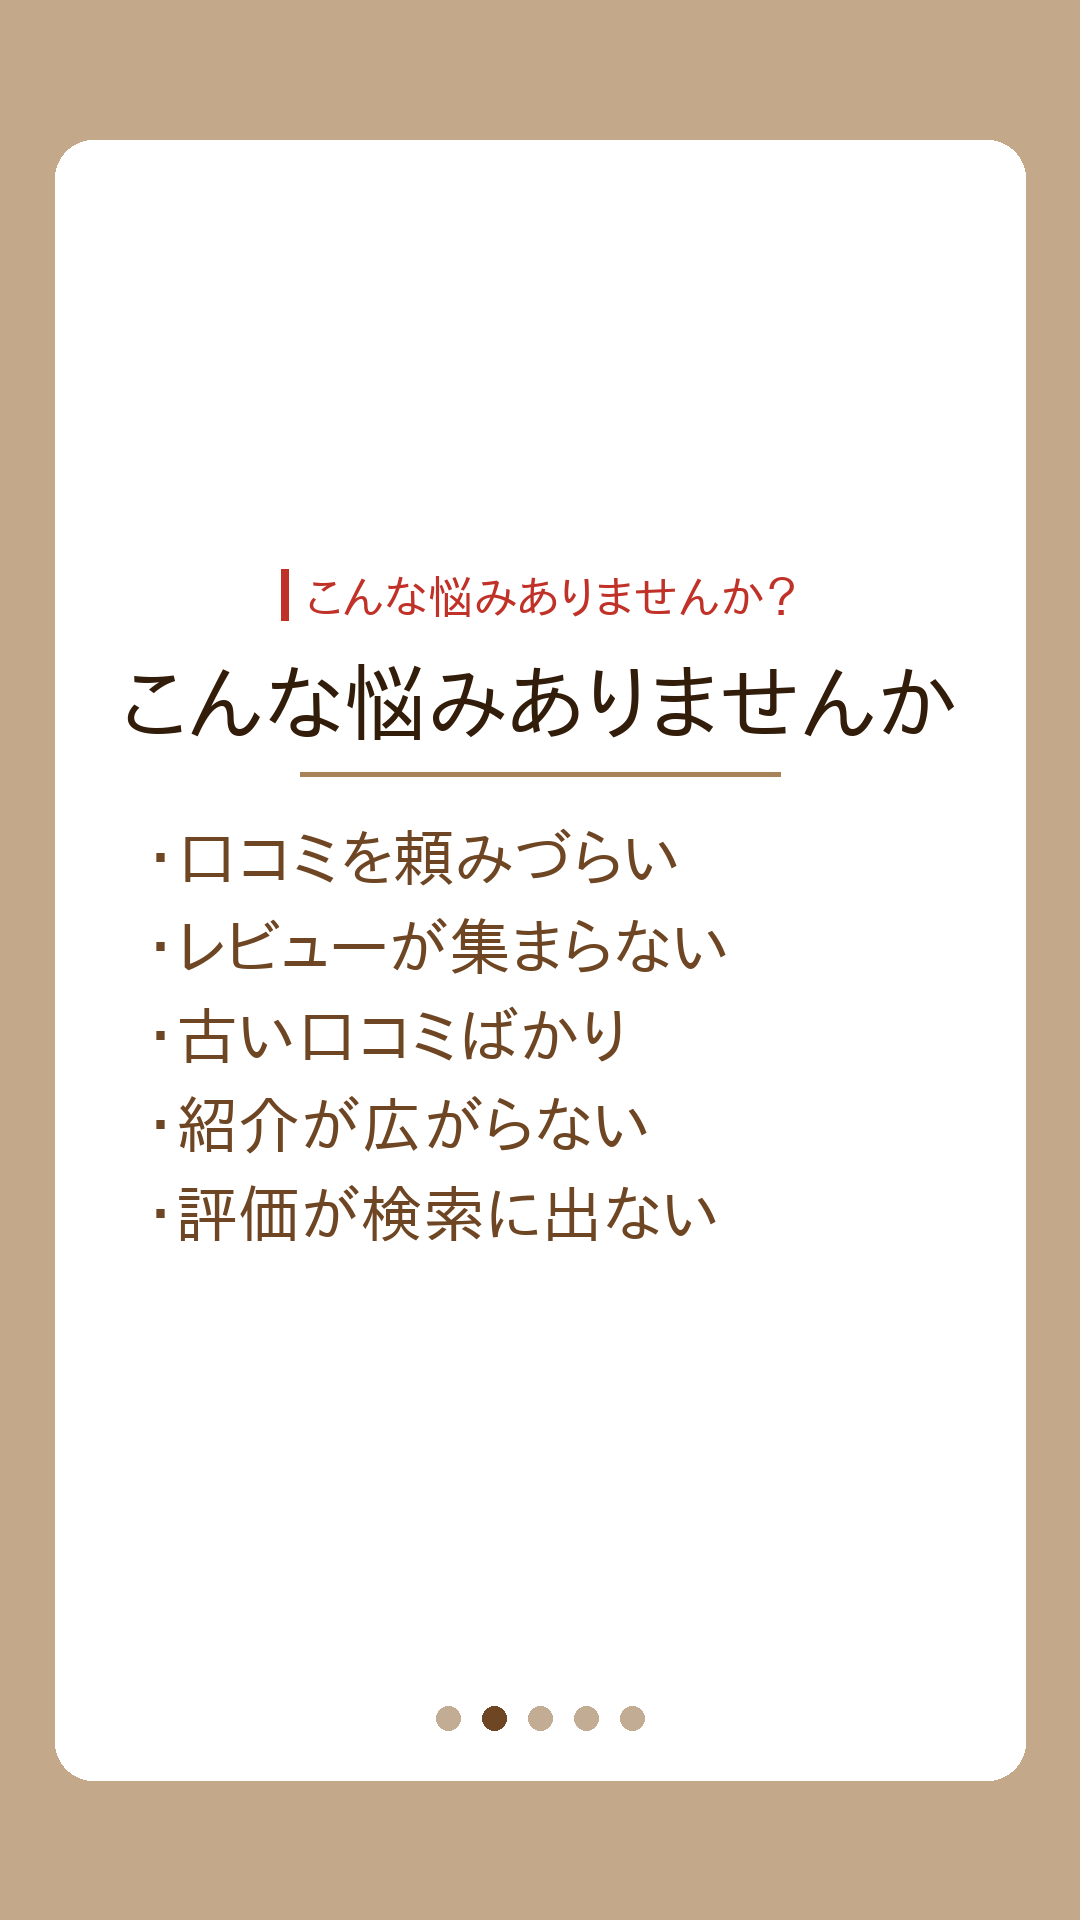 こんな悩みありませんか？
こんな悩みありませんか
・口コミを頼みづらい
・レビューが集まらない
・古い口コミばかり
・紹介が広がらない
・評価が検索に出ない